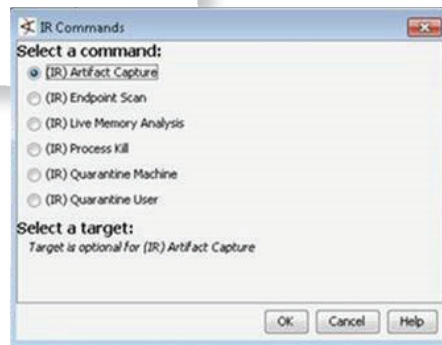 IR Commands
Select a command:
(IR) Artifact Capture
(IR) Endpoint Scan
(IR) Live Memory Analysis
(IR) Process Kill
(IR) Quarantine Machine
(IR) Quarantine User
Select a target:
Target is optional for (IR) Artifact Capture
OK Cancel Help